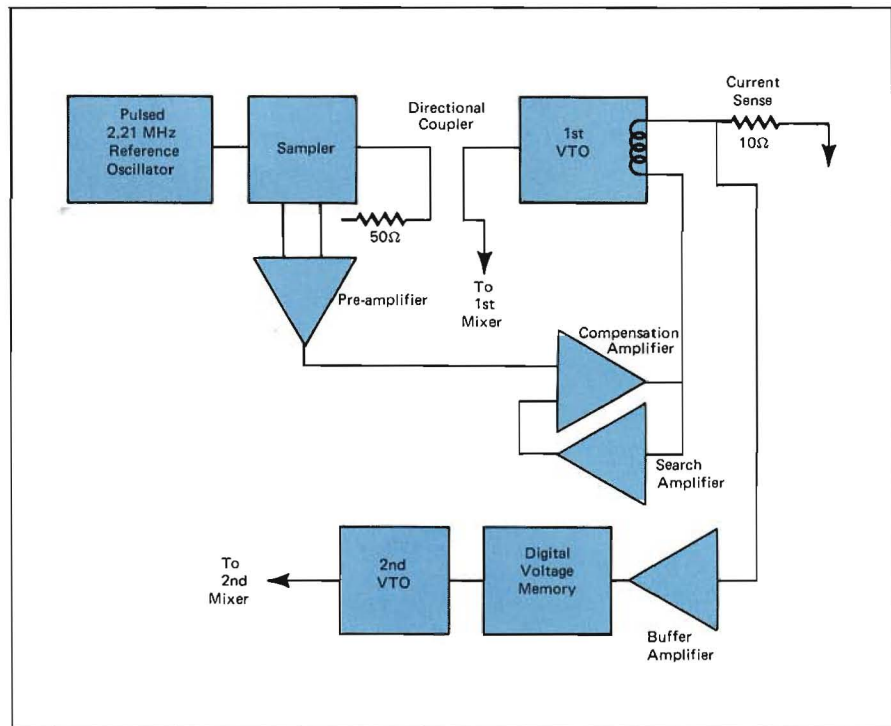 Pulsed
2.21 MHz
Reference
Oscillator
Sampler
Directional
Coupler
1st
VTO
Current
Sense
10Ω
50Ω
Pre-amplifier
To
1st
Mixer
Compensation
Amplifier
Search
Amplifier
To
2nd
Mixer
2nd
VTO
Digital
Voltage
Memory
Buffer
Amplifier